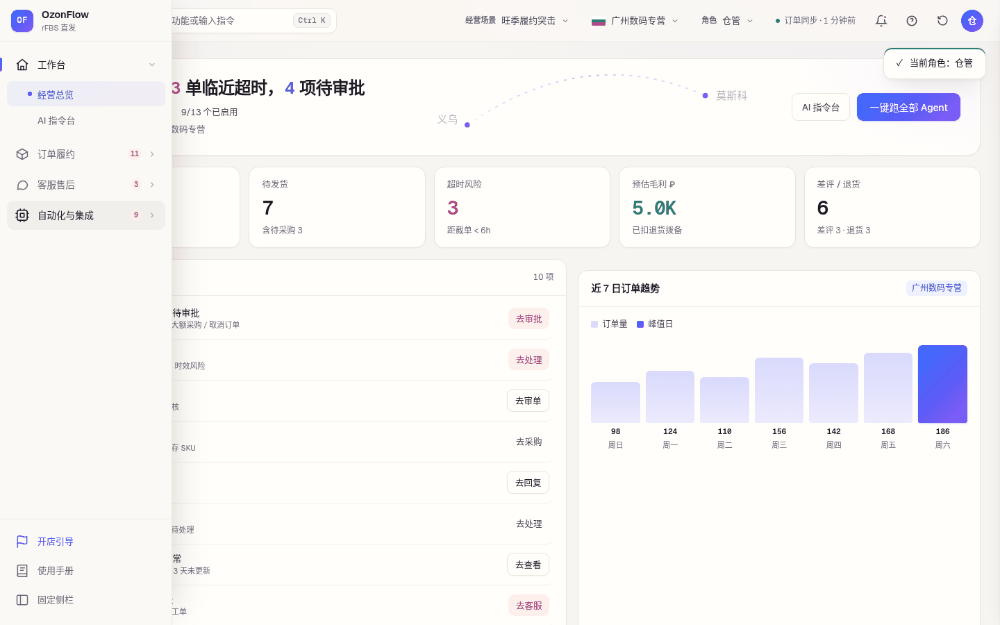 OF
OzonFlow
rFBS 直发
功能或输入指令
Ctrl K
经营场景 旺季履约突击
广州数码专营
角色 仓管
订单同步 · 1 分钟前
仓
✓ 当前角色：仓管
工作台
经营总览
AI 指令台
订单履约 11
客服售后 3
自动化与集成 9
开店引导
使用手册
固定侧栏
3 单临近超时，4 项待审批
9/13 个已启用
数码专营
义乌
莫斯科
AI 指令台
一键跑全部 Agent
待发货
7
含待采购 3
超时风险
3
距截单 < 6h
预估毛利 ₽
5.0K
已扣退货拨备
差评 / 退货
6
差评 3 · 退货 3
10 项
待审批
大额采购 / 取消订单
去审批
时效风险
去处理
核
去审单
存 SKU
去采购
去回复
待处理
去处理
常
3 天未更新
去查看
工单
去客服
近 7 日订单趋势
广州数码专营
订单量
峰值日
98 124 110 156 142 168 186
周日 周一 周二 周三 周四 周五 周六